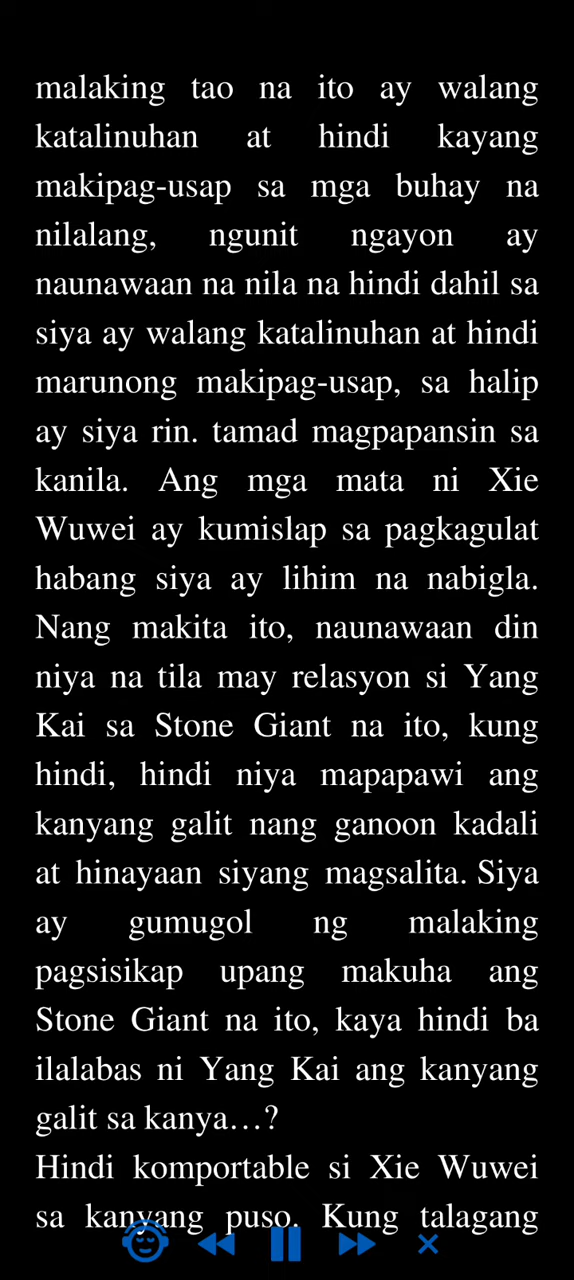 malaking tao na ito ay walang
katalinuhan at hindi kayang
makipag-usap sa mga buhay na
nilalang, ngunit ngayon ay
naunawaan na nila na hindi dahil sa
siya ay walang katalinuhan at hindi
marunong makipag-usap, sa halip
ay siya rin. tamad magpapansin sa
kanila. Ang mga mata ni Xie
Wuwei ay kumislap sa pagkagulat
habang siya ay lihim na nabigla.
Nang makita ito, naunawaan din
niya na tila may relasyon si Yang
Kai sa Stone Giant na ito, kung
hindi, hindi niya mapapawi ang
kanyang galit nang ganoon kadali
at hinayaan siyang magsalita. Siya
ay gumugol ng malaking
pagsisikap upang makuha ang
Stone Giant na ito, kaya hindi ba
ilalabas ni Yang Kai ang kanyang
galit sa kanya…?
Hindi komportable si Xie Wuwei
sa kanyang puso. Kung talagang